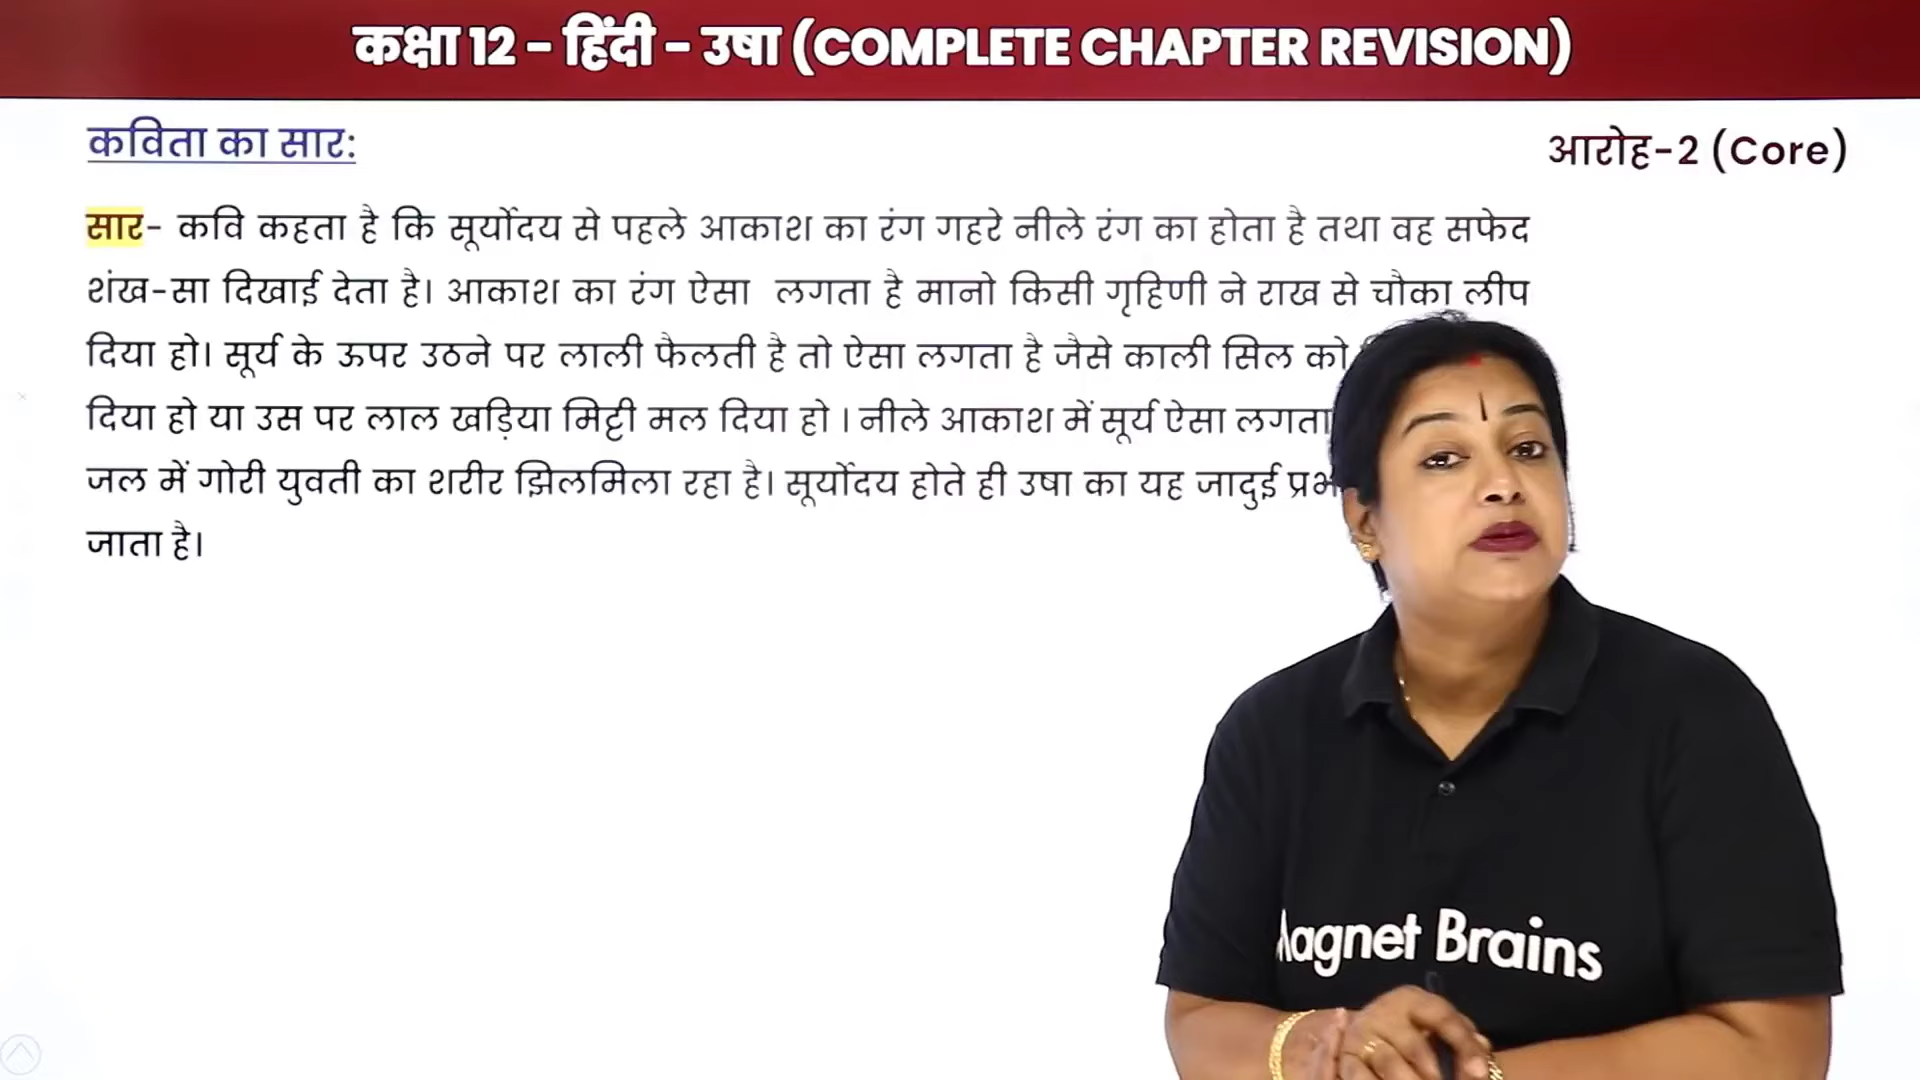 कक्षा 12 - हिंदी - उषा (COMPLETE CHAPTER REVISION)
कविता का सार:
आरोह-2 (Core)
सार- कवि कहता है कि सूर्योदय से पहले आकाश का रंग गहरे नीले रंग का होता है तथा वह सफेद
शंख-सा दिखाई देता है। आकाश का रंग ऐसा लगता है मानो किसी गृहिणी ने राख से चौका लीप
दिया हो। सूर्य के ऊपर उठने पर लाली फैलती है तो ऐसा लगता है जैसे काली सिल को
दिया हो या उस पर लाल खड़िया मिट्टी मल दिया हो । नीले आकाश में सूर्य ऐसा लगता
जल में गोरी युवती का शरीर झिलमिला रहा है। सूर्योदय होते ही उषा का यह जादुई
जाता है।
agnet Brains